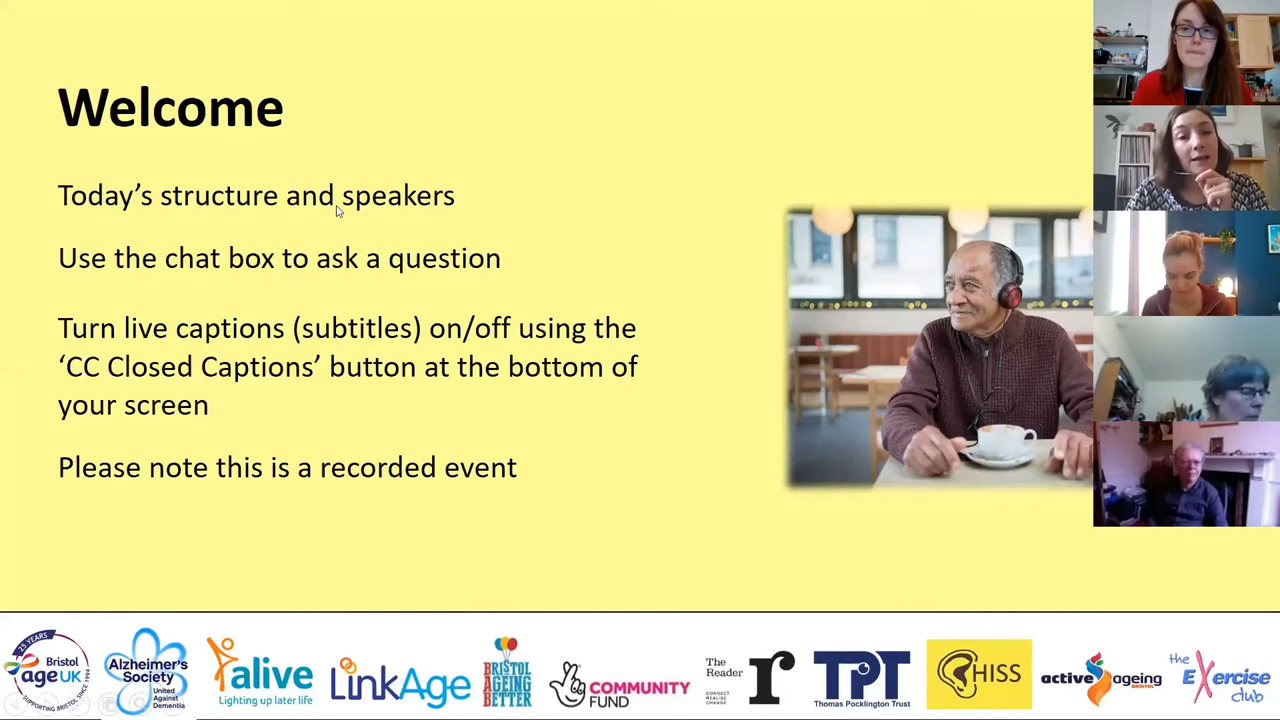 Welcome
Today’s structure and speakers
Use the chat box to ask a question
Turn live captions (subtitles) on/off using the
‘CC Closed Captions’ button at the bottom of
your screen
Please note this is a recorded event
25 YEARS
Bristol
age UK
SUPPORTING BRISTOL SINCE 1994
Alzheimer's
Society
United
Against
Dementia
alive
Lighting up later life
LinkAge
BRISTOL
AGEING
BETTER
COMMUNITY
FUND
The
Reader
CONNECT
REALISE
CHANGE
r
TPT
Thomas Pocklington Trust
HISS
active ageing
BRISTOL
the
Exercise
club